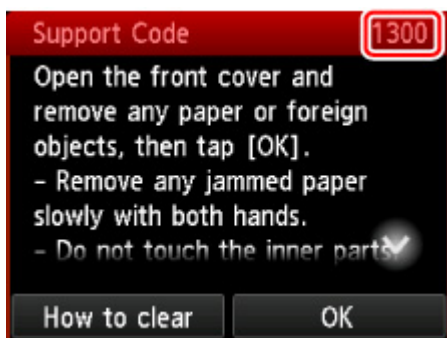 Support Code 1300
Open the front cover and
remove any paper or foreign
objects, then tap [OK].
- Remove any jammed paper
slowly with both hands.
- Do not touch the inner parts
How to clear OK